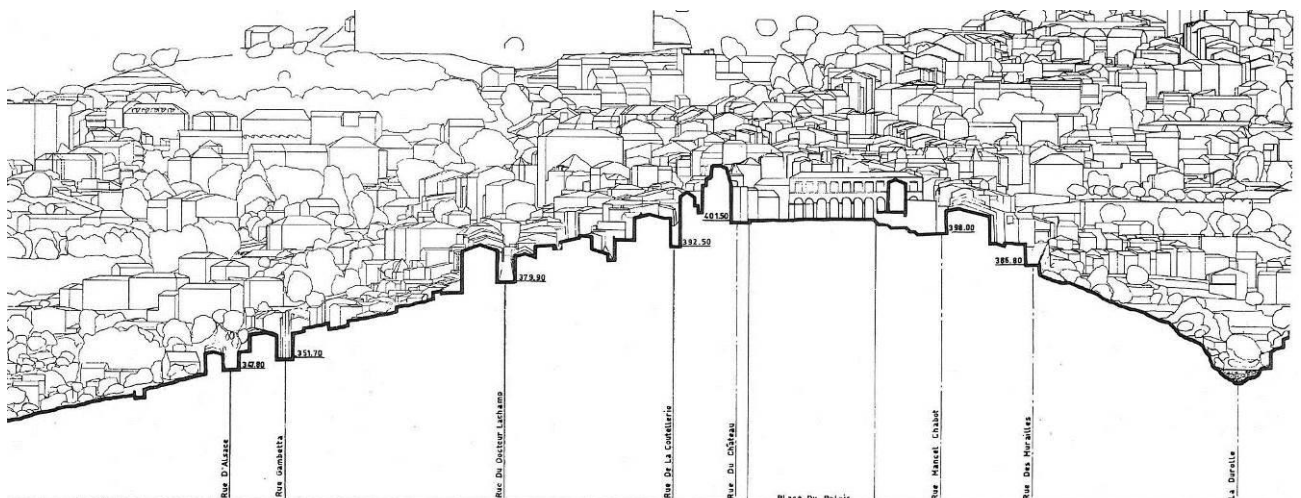 401.50
392.50
398.00
385.80
379.90
351.70
347.80
Rue D'Alsace
Rue Gambetta
Rue Du Docteur Lachamp
Rue De La Coutellerie
Rue Du Château
Place Du Palais
Rue Mancel Chabot
Rue Des Murailles
La Durolle